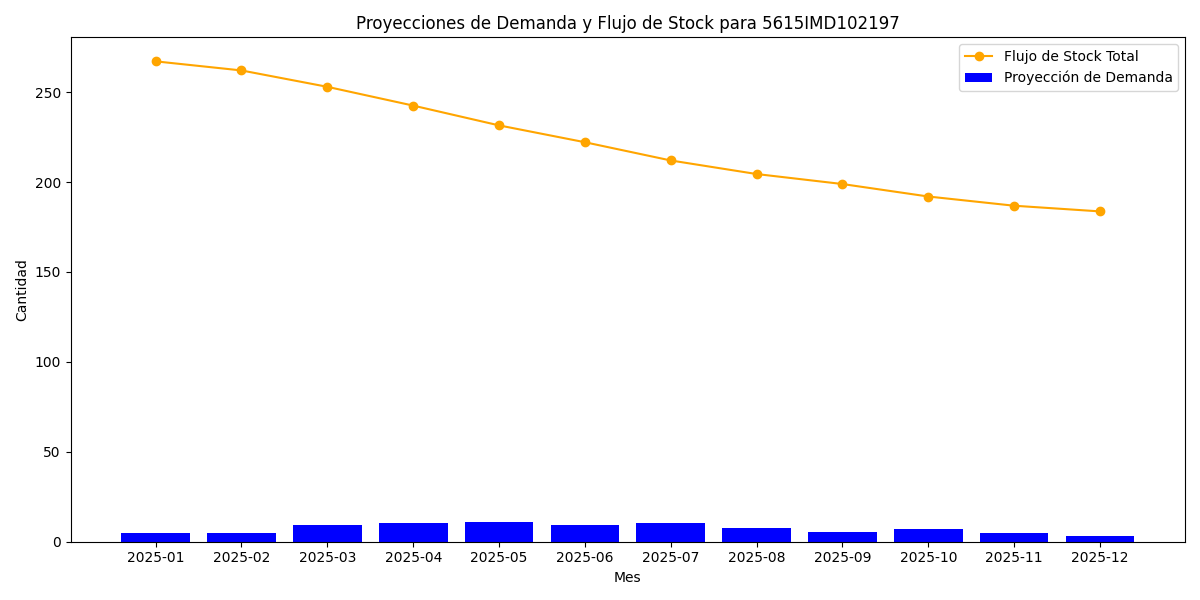 Proyecciones de Demanda y Flujo de Stock para 5615IMD102197
Flujo de Stock Total
Proyección de Demanda
Cantidad
250
200
150
100
50
0
2025-01 2025-02 2025-03 2025-04 2025-05 2025-06 2025-07 2025-08 2025-09 2025-10 2025-11 2025-12
Mes